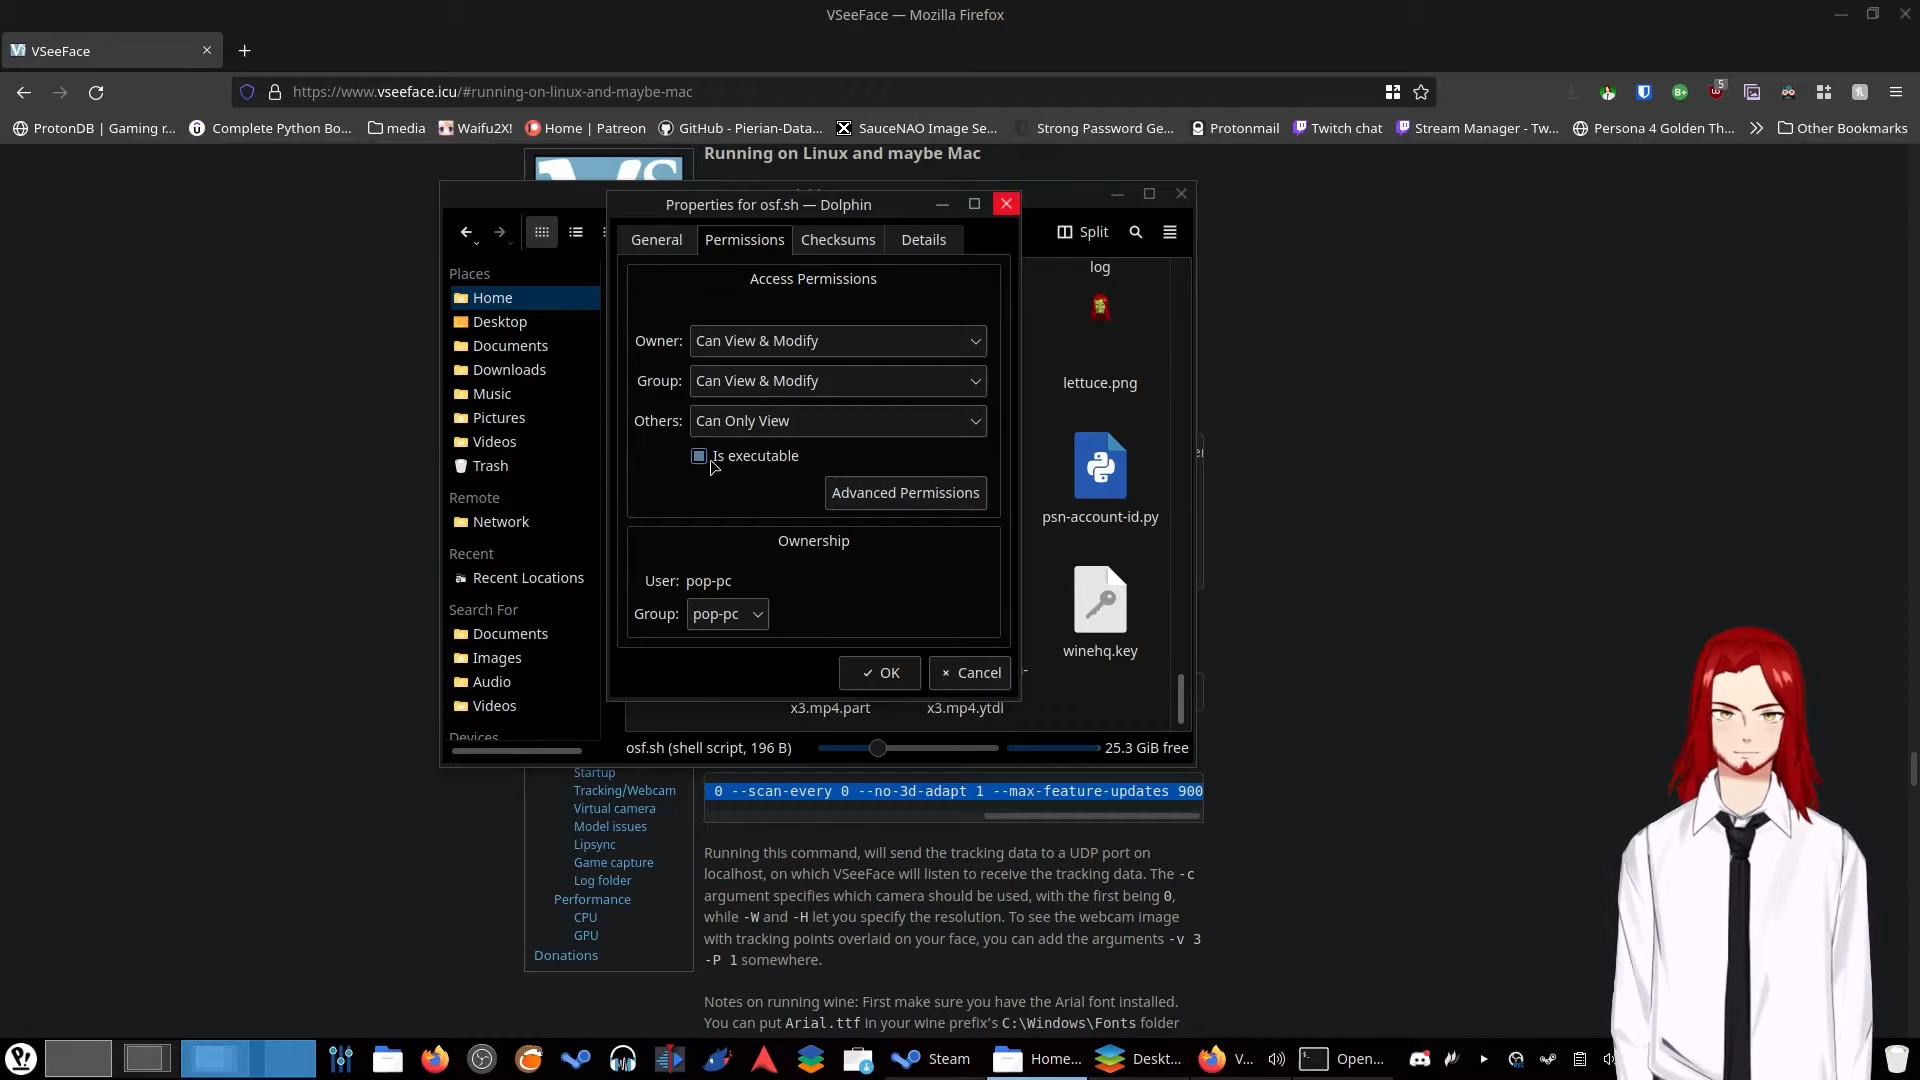 VSeeFace — Mozilla Firefox
VSeeFace
https://www.vseeface.icu/#running-on-linux-and-maybe-mac
5
ProtonDB | Gaming r...
Complete Python Bo...
media
Waifu2X!
Home | Patreon
GitHub - Pierian-Data...
SauceNAO Image Se...
Strong Password Ge...
Protonmail
Twitch chat
Stream Manager - Tw...
Persona 4 Golden Th...
Other Bookmarks
Running on Linux and maybe Mac
Properties for osf.sh — Dolphin
Split
General
Permissions
Checksums
Details
Places
Home
Desktop
Documents
Downloads
Music
Pictures
Videos
Trash
Remote
Network
Recent
Recent Locations
Search For
Documents
Images
Audio
Videos
Devices
Access Permissions
Owner: Can View & Modify
Group: Can View & Modify
Others: Can Only View
Is executable
Advanced Permissions
Ownership
User: pop-pc
Group: pop-pc
OK
Cancel
log
lettuce.png
psn-account-id.py
winehq.key
x3.mp4.part
x3.mp4.ytdl
osf.sh (shell script, 196 B)
25.3 GiB free
Startup
Tracking/Webcam
Virtual camera
Model issues
Lipsync
Game capture
Log folder
Performance
CPU
GPU
Donations
0 --scan-every 0 --no-3d-adapt 1 --max-feature-updates 900
Running this command, will send the tracking data to a UDP port on
localhost, on which VSeeFace will listen to receive the tracking data. The -c
argument specifies which camera should be used, with the first being 0,
while -W and -H let you specify the resolution. To see the webcam image
with tracking points overlaid on your face, you can add the arguments -v 3
-P 1 somewhere.
Notes on running wine: First make sure you have the Arial font installed.
You can put Arial.ttf in your wine prefix's C:\Windows\Fonts folder
Steam
Home...
Deskt...
V...
Open...